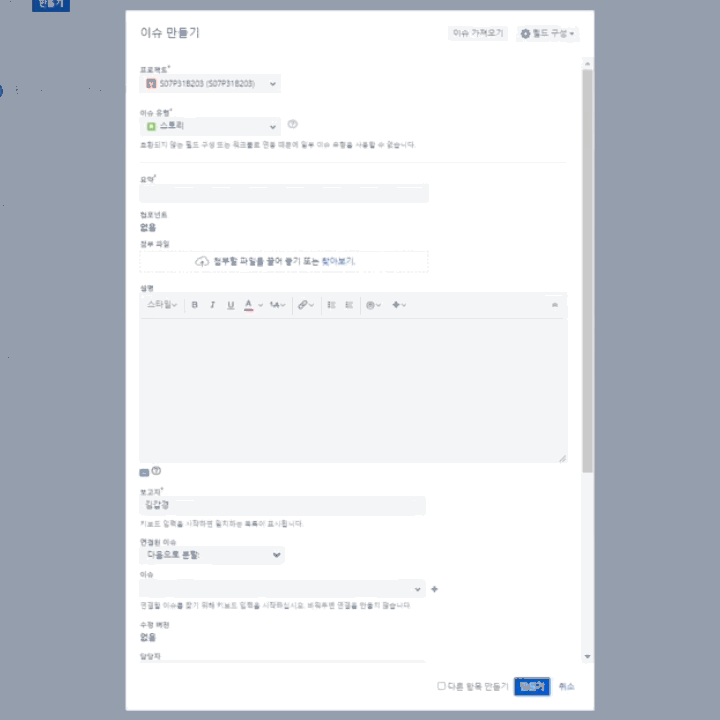 만들기
이슈 만들기
이슈 가져오기
필드 구성
프로젝트*
S07P31B203 (S07P31B203)
이슈 유형*
스토리
호환되지 않는 필드 구성 또는 워크플로 연결 때문에 일부 이슈 유형을 사용할 수 없습니다.
요약*
컴포넌트
없음
첨부 파일
첨부할 파일을 끌어 놓기 또는 찾아보기.
설명
스타일 B I U A
보고자*
키보드 입력을 시작하면 일치하는 목록이 표시됩니다.
연결된 이슈
다음으로 분할:
이슈
연결할 이슈를 찾기 위해 키보드 입력을 시작하십시오. 비워두면 연결을 만들지 않습니다.
수정 버전
없음
담당자
다른 항목 만들기
만들기
취소